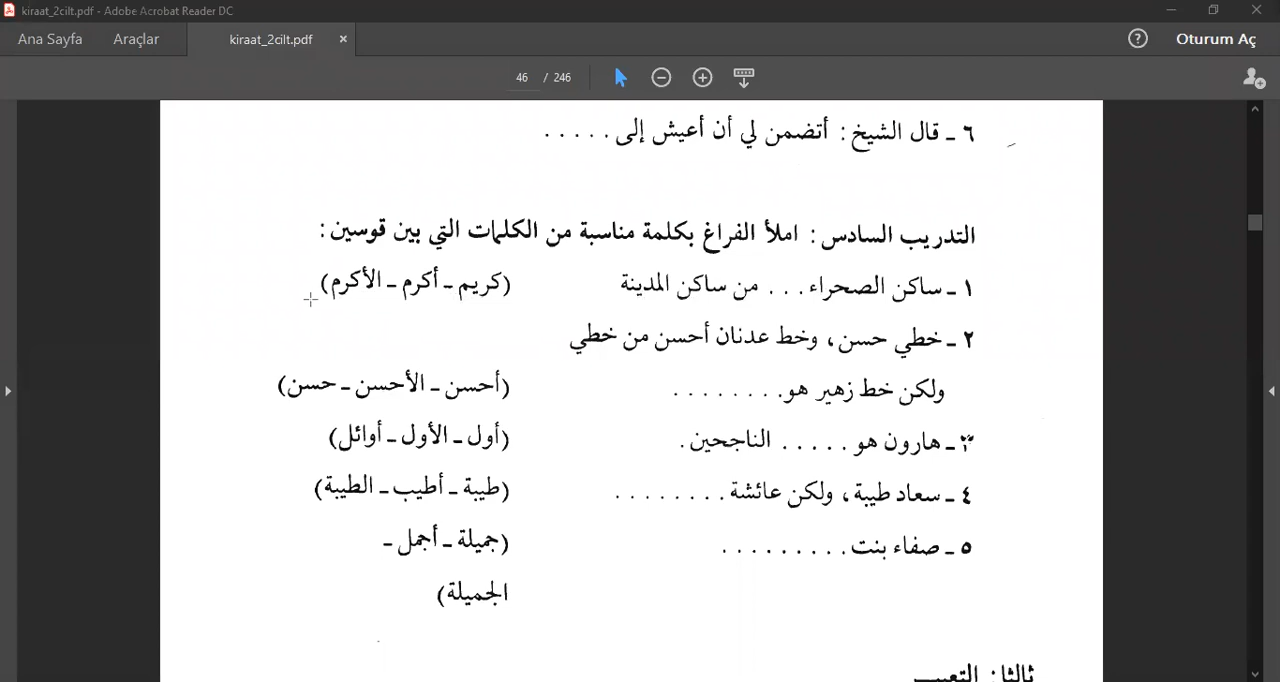 kiraat_2cilt.pdf - Adobe Acrobat Reader DC
Ana Sayfa Araçlar kiraat_2cilt.pdf × ? Oturum Aç
46 / 246
٦ ـ قال الشيخ : أتضمن لي أن أعيش إلى . . . . .
التدريب السادس : املأ الفراغ بكلمة مناسبة من الكلمات التي بين قوسين :
١ ـ ساكن الصحراء . . . من ساكن المدينة (كريم ـ أكرم ـ الأكرم)
٢ ـ خطي حسن، وخط عدنان أحسن من خطي
ولكن خط زهير هو. . . . . . . . (أحسن ـ الأحسن ـ حسن)
٣ ـ هارون هو . . . . . الناجحين . (أول ـ الأول ـ أوائل)
٤ ـ سعاد طيبة، ولكن عائشة . . . . . . . . (طيبة ـ أطيب ـ الطيبة)
٥ ـ صفاء بنت . . . . . . . . . (جميلة ـ أجمل ـ
الجميلة)
ثالثا: التعبير